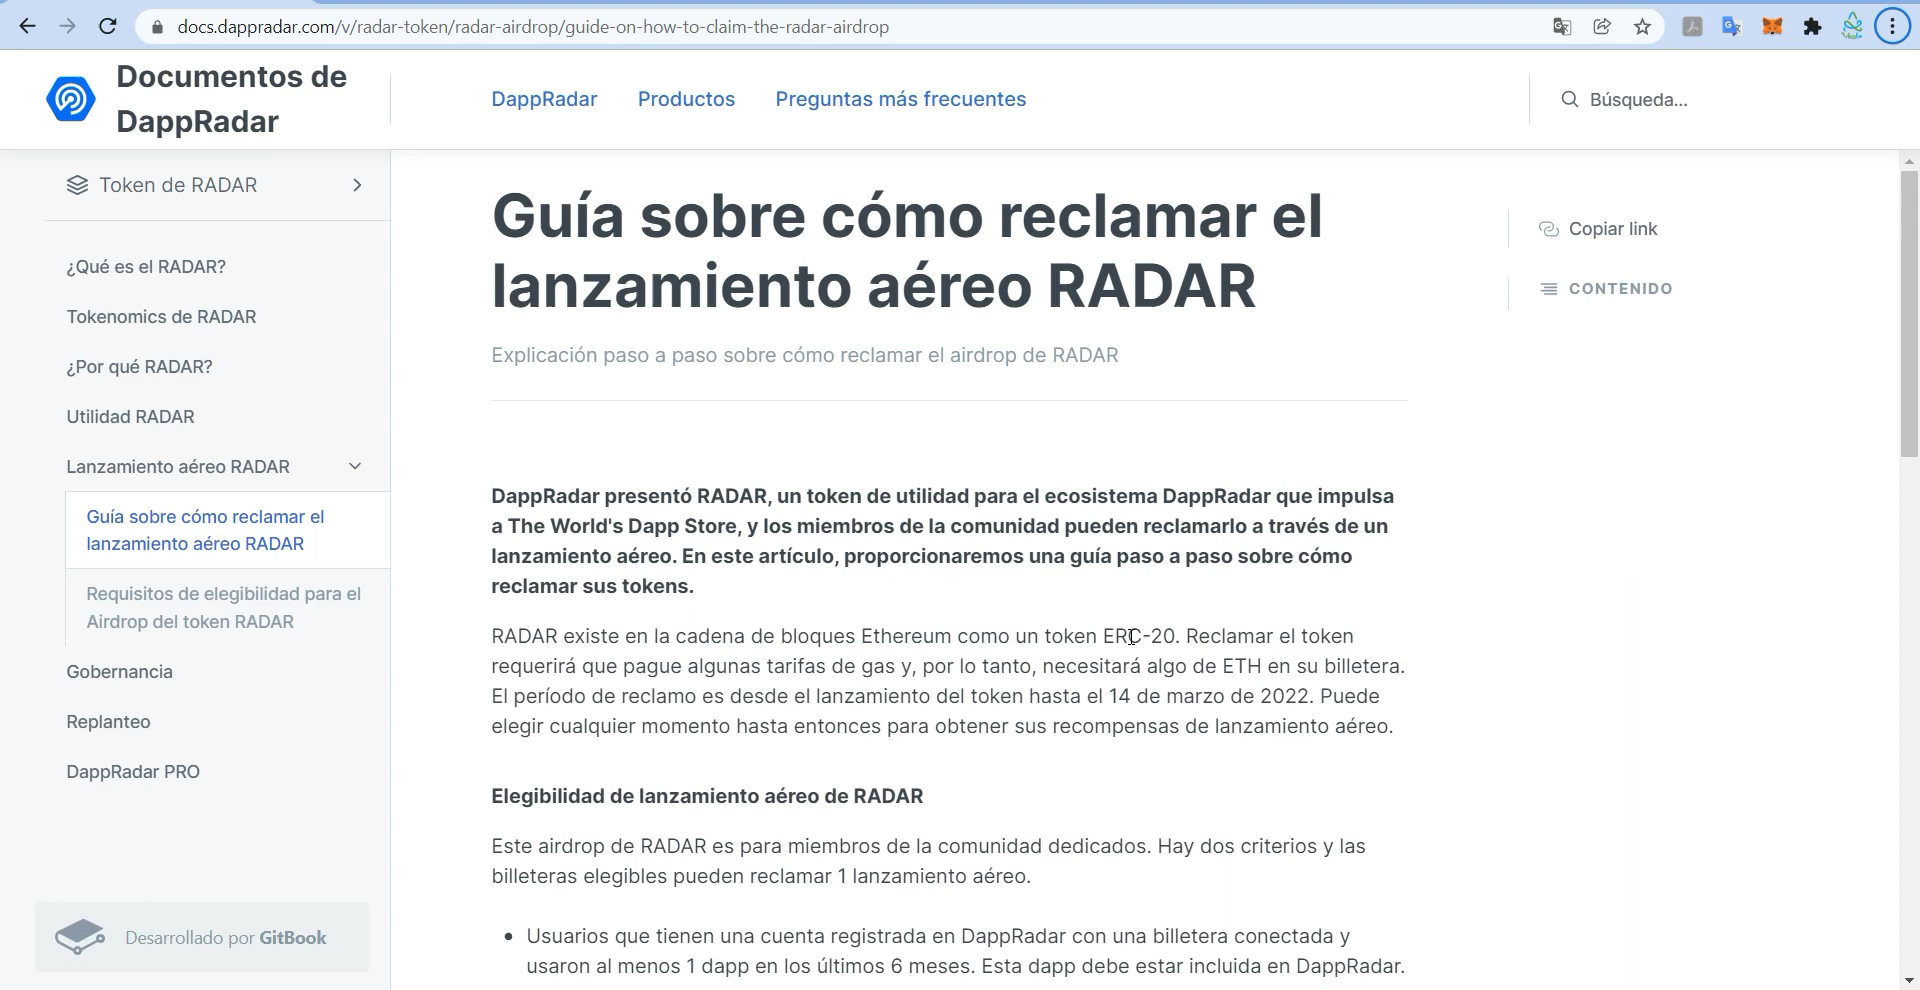 docs.dappradar.com/v/radar-token/radar-airdrop/guide-on-how-to-claim-the-radar-airdrop
Documentos de
DappRadar
DappRadar
Productos
Preguntas más frecuentes
Búsqueda...
Token de RADAR
¿Qué es el RADAR?
Tokenomics de RADAR
¿Por qué RADAR?
Utilidad RADAR
Lanzamiento aéreo RADAR
Guía sobre cómo reclamar el
lanzamiento aéreo RADAR
Requisitos de elegibilidad para el
Airdrop del token RADAR
Gobernancia
Replanteo
DappRadar PRO
Desarrollado por GitBook
Guía sobre cómo reclamar el
lanzamiento aéreo RADAR
Explicación paso a paso sobre cómo reclamar el airdrop de RADAR
DappRadar presentó RADAR, un token de utilidad para el ecosistema DappRadar que impulsa
a The World's Dapp Store, y los miembros de la comunidad pueden reclamarlo a través de un
lanzamiento aéreo. En este artículo, proporcionaremos una guía paso a paso sobre cómo
reclamar sus tokens.
RADAR existe en la cadena de bloques Ethereum como un token ERC-20. Reclamar el token
requerirá que pague algunas tarifas de gas y, por lo tanto, necesitará algo de ETH en su billetera.
El período de reclamo es desde el lanzamiento del token hasta el 14 de marzo de 2022. Puede
elegir cualquier momento hasta entonces para obtener sus recompensas de lanzamiento aéreo.
Elegibilidad de lanzamiento aéreo de RADAR
Este airdrop de RADAR es para miembros de la comunidad dedicados. Hay dos criterios y las
billeteras elegibles pueden reclamar 1 lanzamiento aéreo.
• Usuarios que tienen una cuenta registrada en DappRadar con una billetera conectada y
usaron al menos 1 dapp en los últimos 6 meses. Esta dapp debe estar incluida en DappRadar.
Copiar link
CONTENIDO